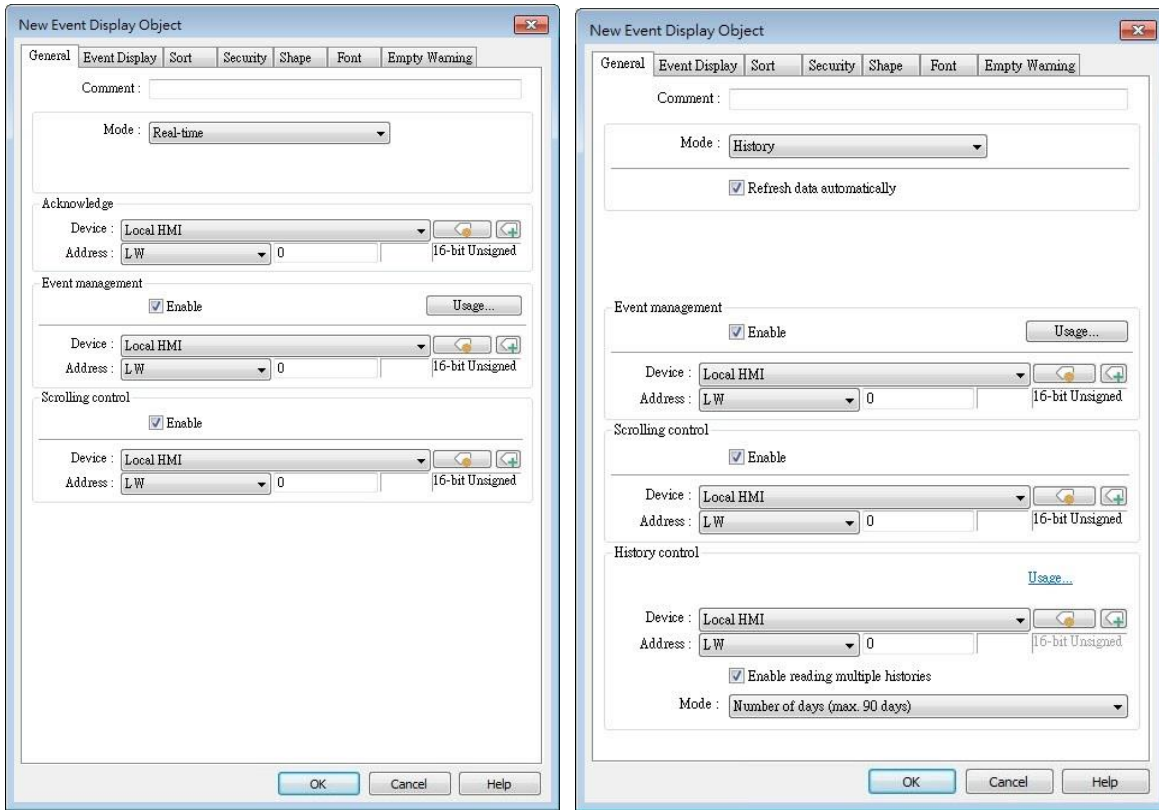 New Event Display Object
General Event Display Sort Security Shape Font Empty Warning
Comment :
Mode : Real-time
Acknowledge
Device : Local HMI
Address : LW 0 16-bit Unsigned
Event management
Enable Usage...
Device : Local HMI
Address : LW 0 16-bit Unsigned
Scrolling control
Enable
Device : Local HMI
Address : LW 0 16-bit Unsigned
OK Cancel Help
New Event Display Object
General Event Display Sort Security Shape Font Empty Warning
Comment :
Mode : History
Refresh data automatically
Event management
Enable Usage...
Device : Local HMI
Address : LW 0 16-bit Unsigned
Scrolling control
Enable
Device : Local HMI
Address : LW 0 16-bit Unsigned
History control
Usage...
Device : Local HMI
Address : LW 0 16-bit Unsigned
Enable reading multiple histories
Mode : Number of days (max. 90 days)
OK Cancel Help